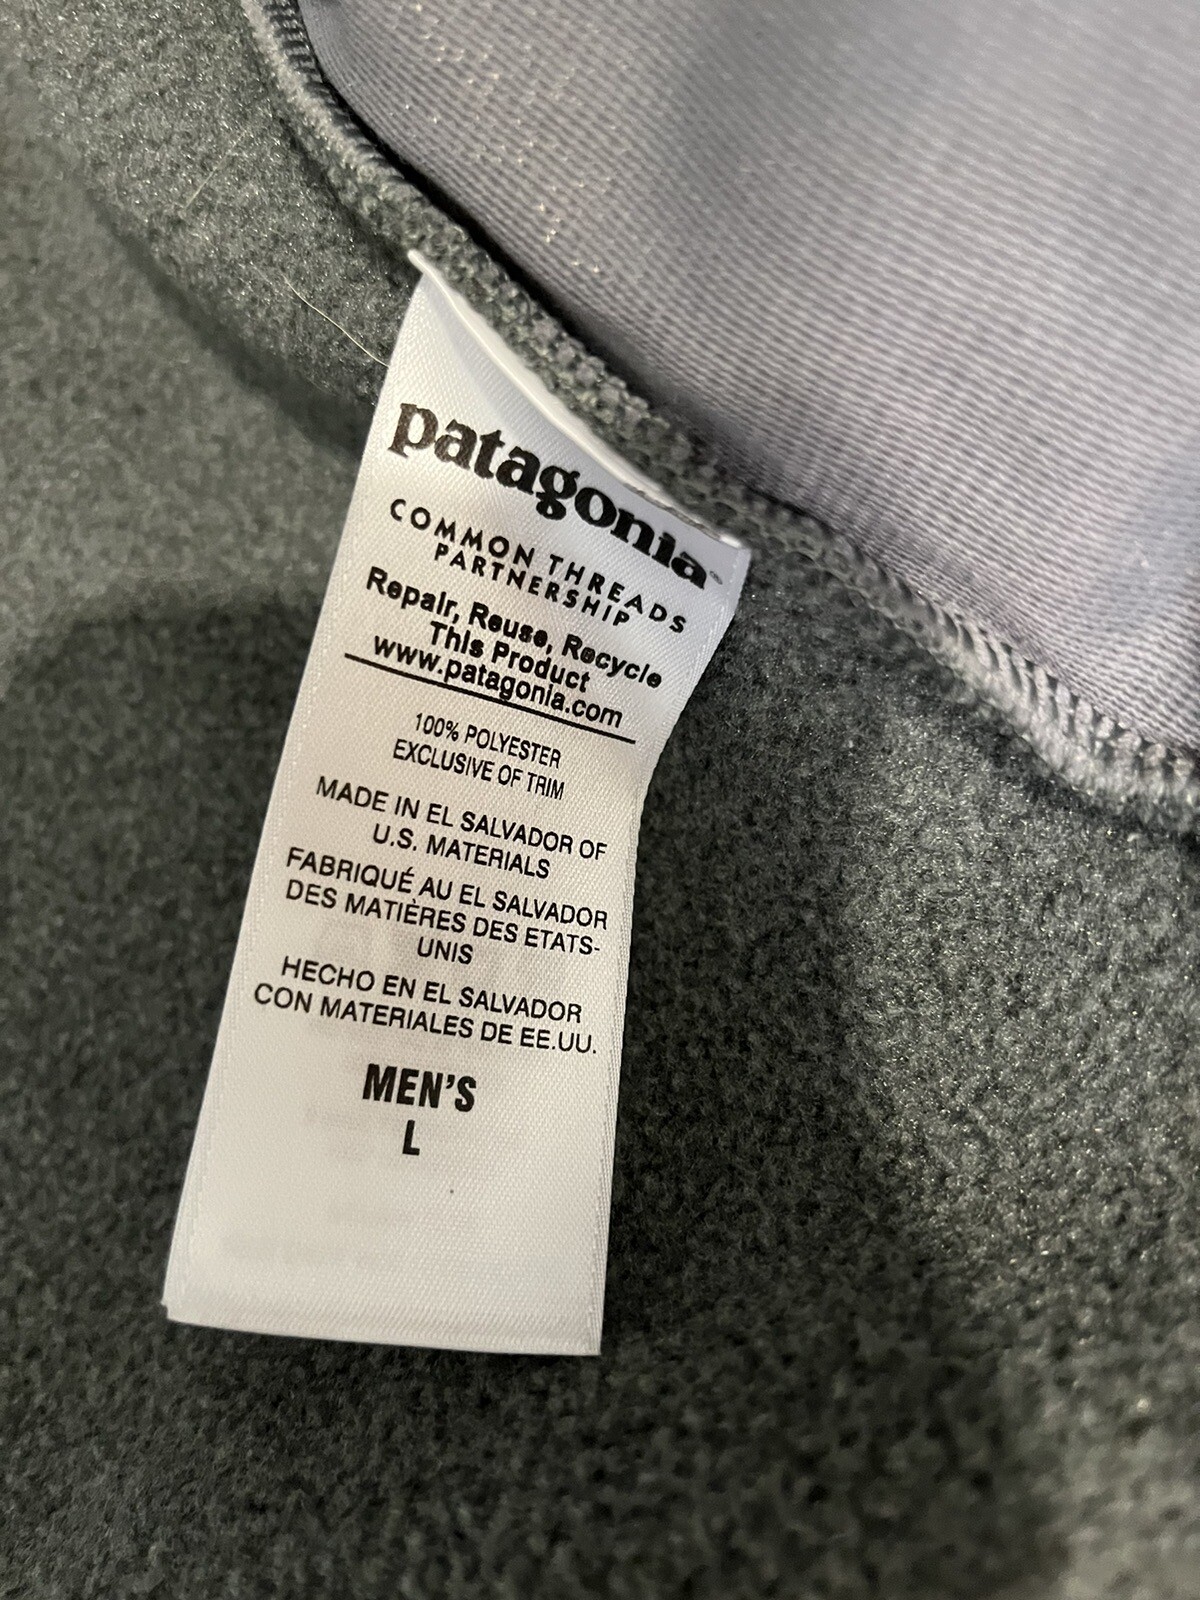 patagonia
COMMON THREADS
PARTNERSHIP
Repair, Reuse, Recycle
This Product
www.patagonia.com
100% POLYESTER
EXCLUSIVE OF TRIM
MADE IN EL SALVADOR OF
U.S. MATERIALS
FABRIQUÉ AU EL SALVADOR
DES MATIÈRES DES ETATS-
UNIS
HECHO EN EL SALVADOR
CON MATERIALES DE EE.UU.
MEN'S
L